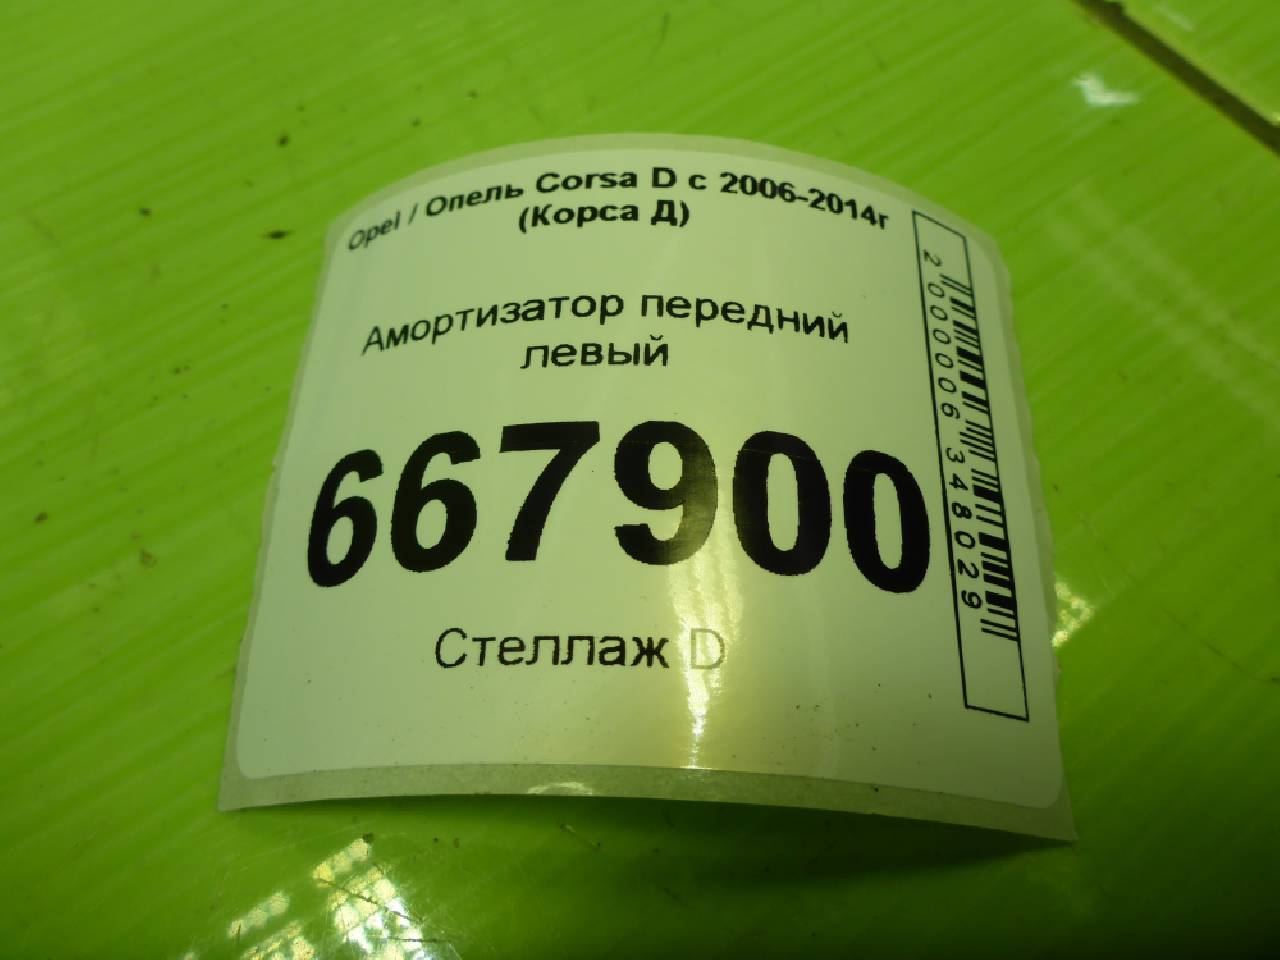 Opel / Опель Corsa D с 2006-2014г
(Корса Д)
Амортизатор передний
левый
667900
Стеллаж D
2000006348029